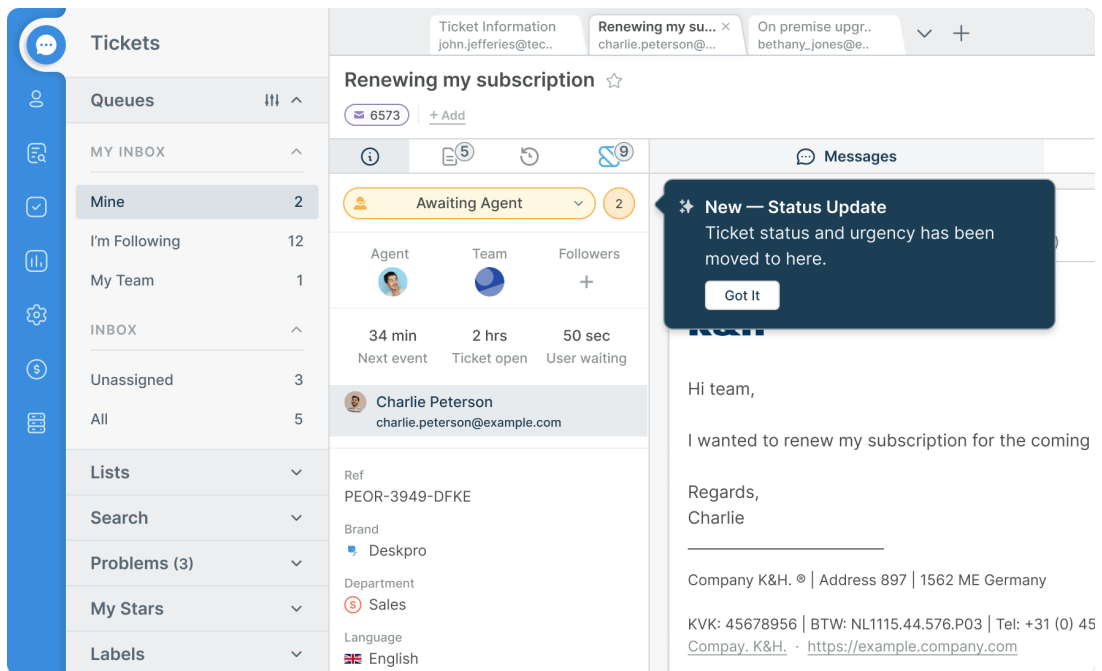 Tickets
Queues
MY INBOX
Mine 2
I'm Following 12
My Team 1
INBOX
Unassigned 3
All 5
Lists
Search
Problems (3)
My Stars
Labels
Ticket Information
john.jefferies@tec..
Renewing my su...
charlie.peterson@...
On premise upgr..
bethany_jones@e..
Renewing my subscription
6573
+ Add
5
9
Awaiting Agent
2
Agent Team Followers
34 min 2 hrs 50 sec
Next event Ticket open User waiting
Charlie Peterson
charlie.peterson@example.com
Ref
PEOR-3949-DFKE
Brand
Deskpro
Department
S Sales
Language
English
Messages
New — Status Update
Ticket status and urgency has been
moved to here.
Got It
K&H
Hi team,
I wanted to renew my subscription for the coming
Regards,
Charlie
Company K&H. ® | Address 897 | 1562 ME Germany
KVK: 45678956 | BTW: NL1115.44.576.P03 | Tel: +31 (0) 45
Compay. K&H. · https://example.company.com